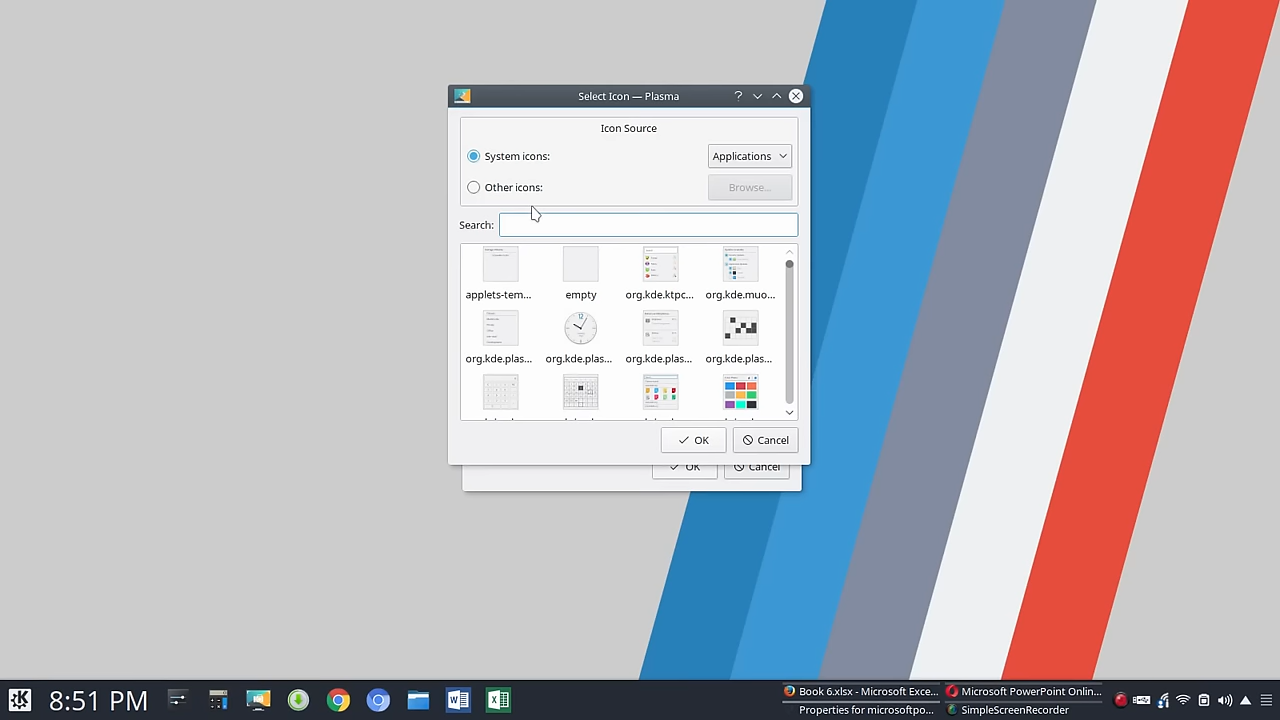 Select Icon — Plasma
?
Icon Source
System icons:
Applications
Other icons:
Browse...
Search:
applets-tem...
empty
org.kde.ktpc...
org.kde.muo...
org.kde.plas...
org.kde.plas...
org.kde.plas...
org.kde.plas...
OK
Cancel
OK
Cancel
8:51 PM
Book 6.xlsx - Microsoft Exce...
Microsoft PowerPoint Onlin...
Properties for microsoftpo...
SimpleScreenRecorder